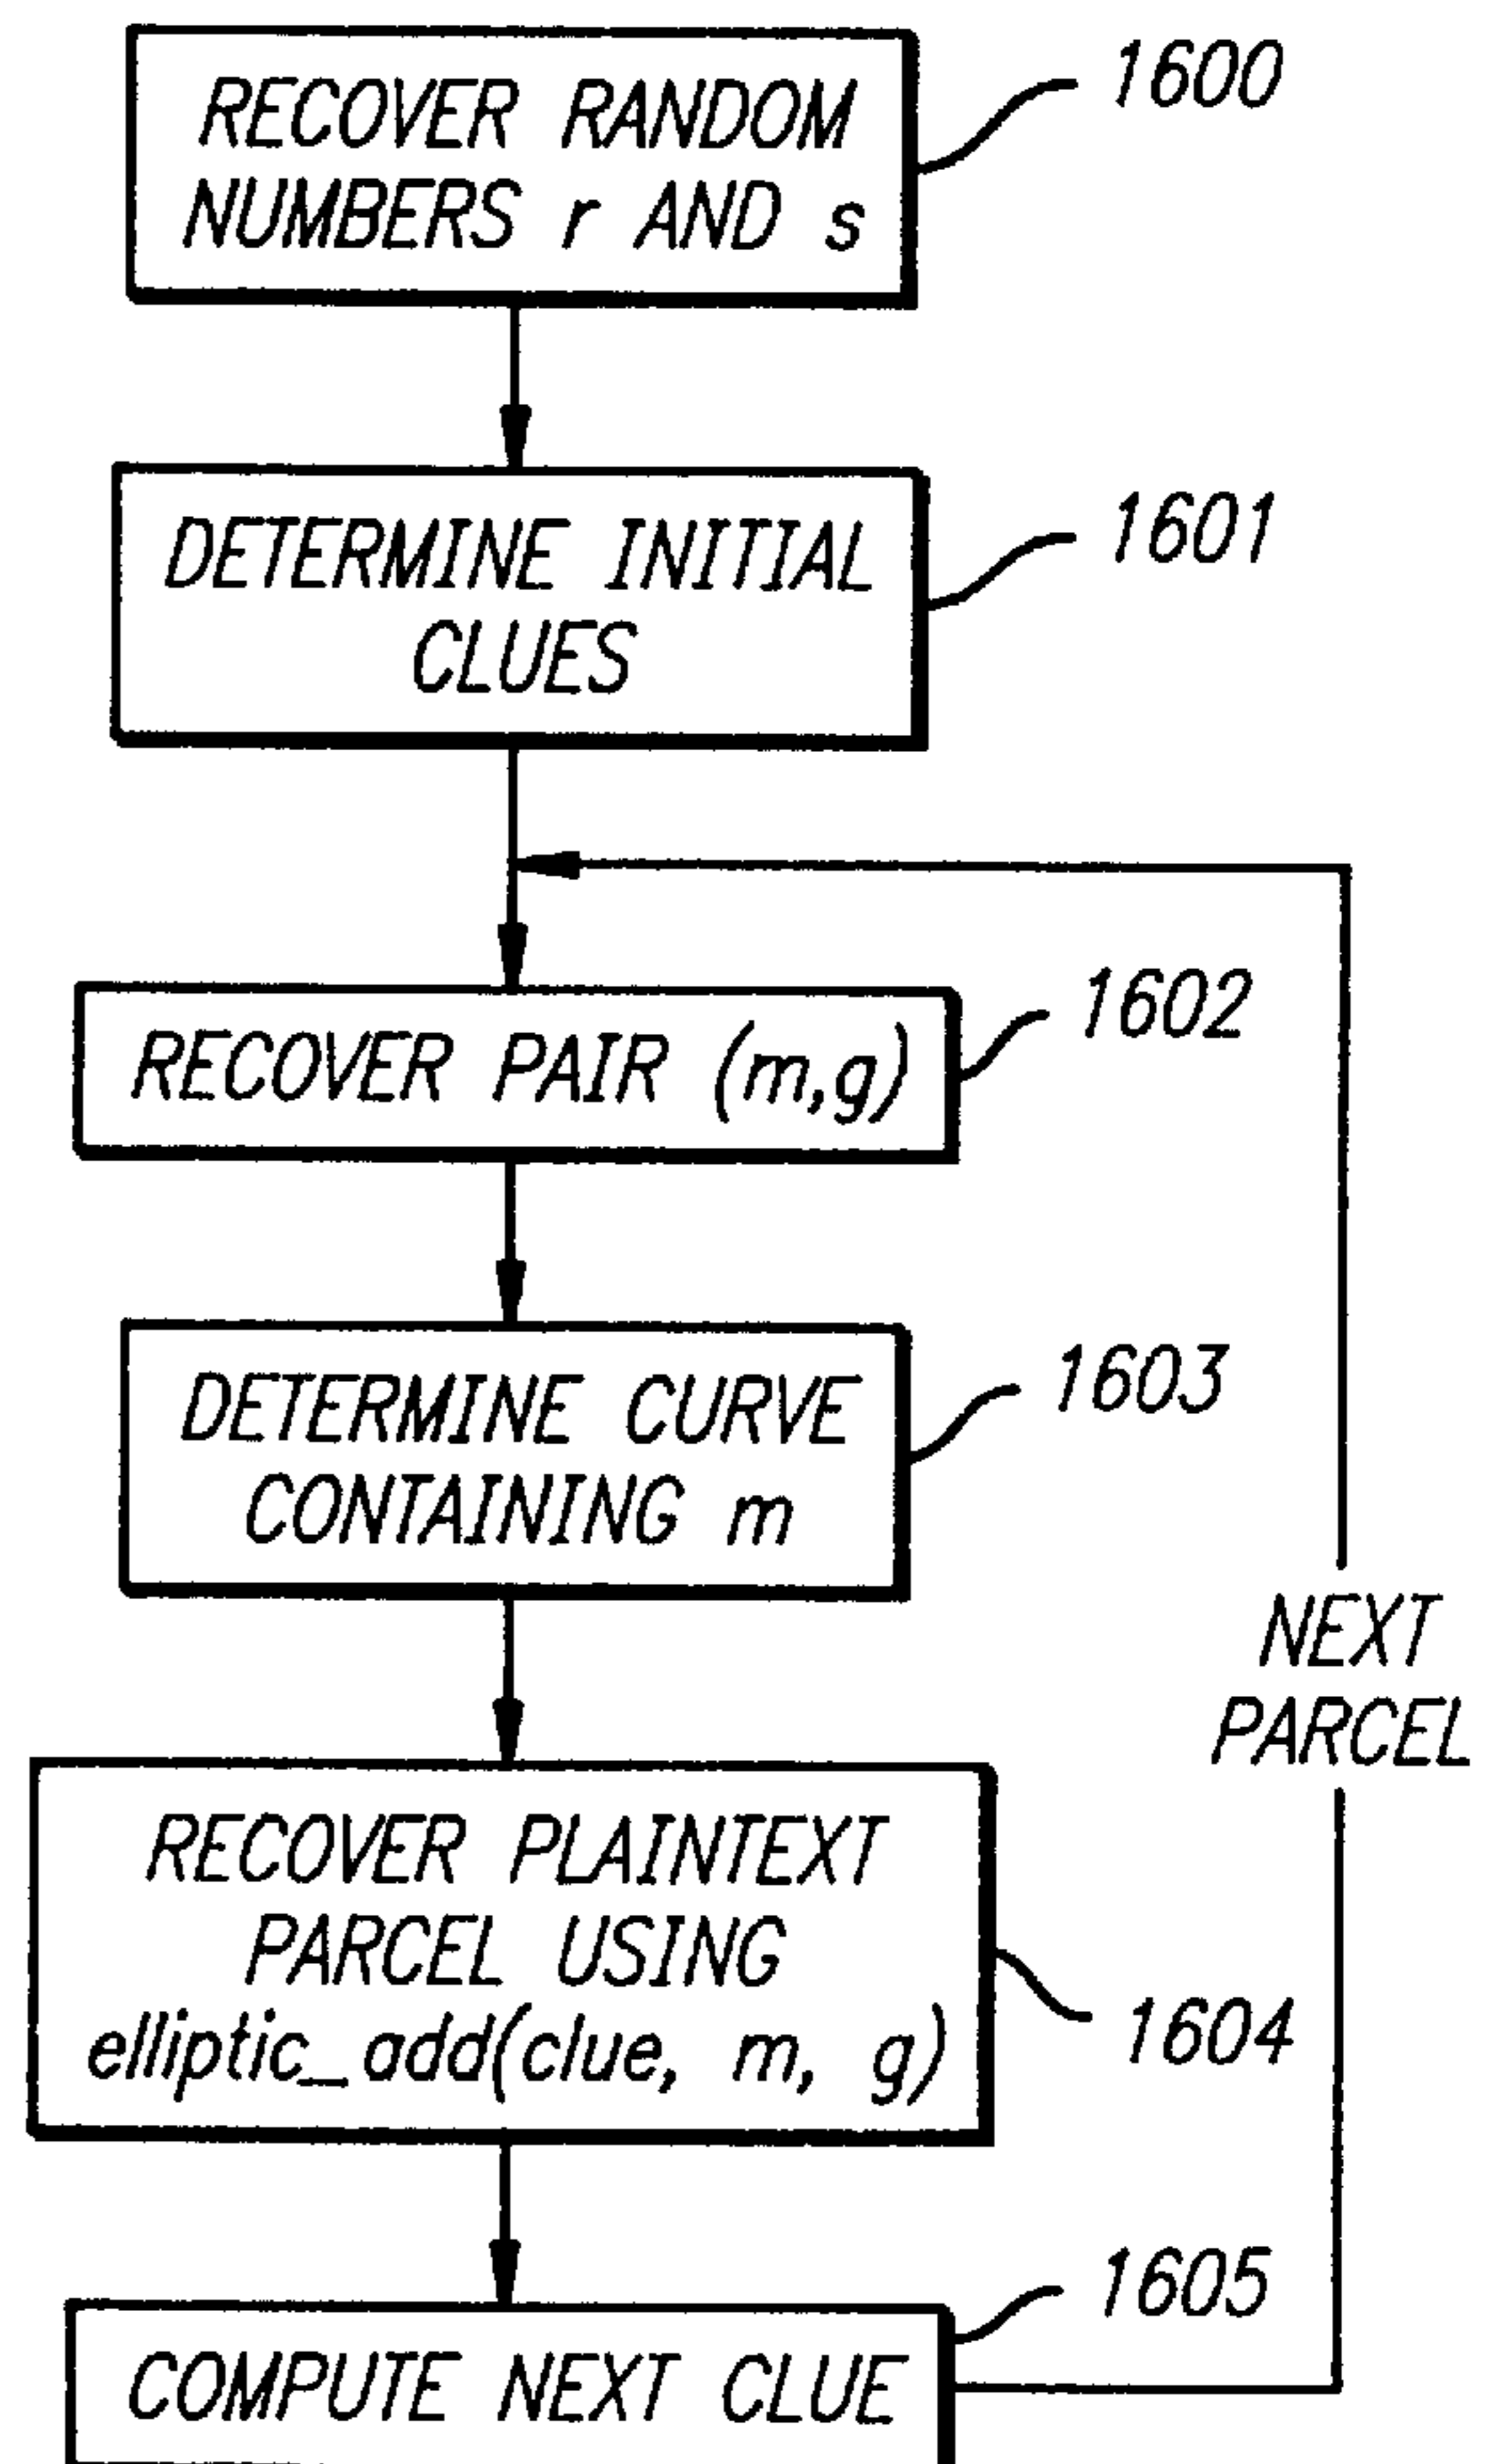 RECOVER RANDOM
NUMBERS r AND s
1600
DETERMINE INITIAL
CLUES
1601
RECOVER PAIR (m,g)
1602
DETERMINE CURVE
CONTAINING m
1603
NEXT
PARCEL
RECOVER PLAINTEXT
PARCEL USING
elliptic_add(clue, m, g)
1604
COMPUTE NEXT CLUE
1605